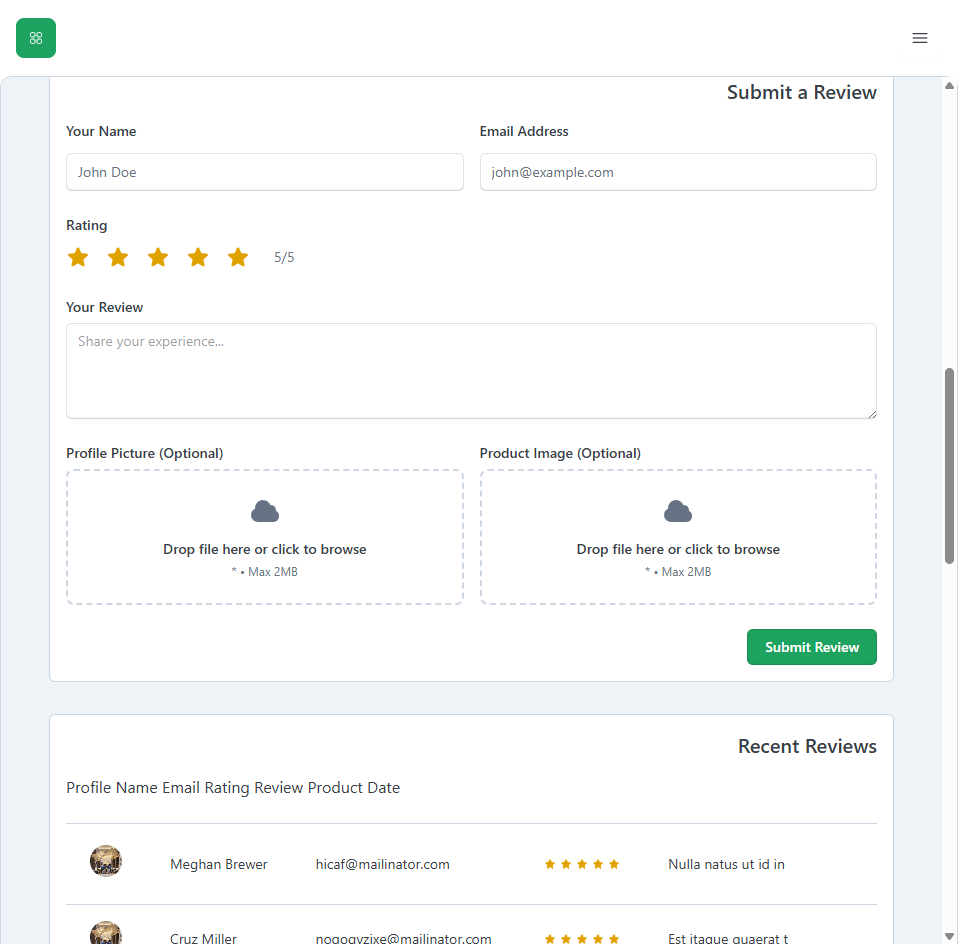 Submit a Review
Your Name
Email Address
John Doe
john@example.com
Rating
5/5
Your Review
Share your experience...
Profile Picture (Optional)
Product Image (Optional)
Drop file here or click to browse
* • Max 2MB
Drop file here or click to browse
* • Max 2MB
Submit Review
Recent Reviews
Profile Name Email Rating Review Product Date
Meghan Brewer hicaf@mailinator.com Nulla natus ut id in
Cruz Miller nogogyzixe@mailinator.com Est itaque quaerat t